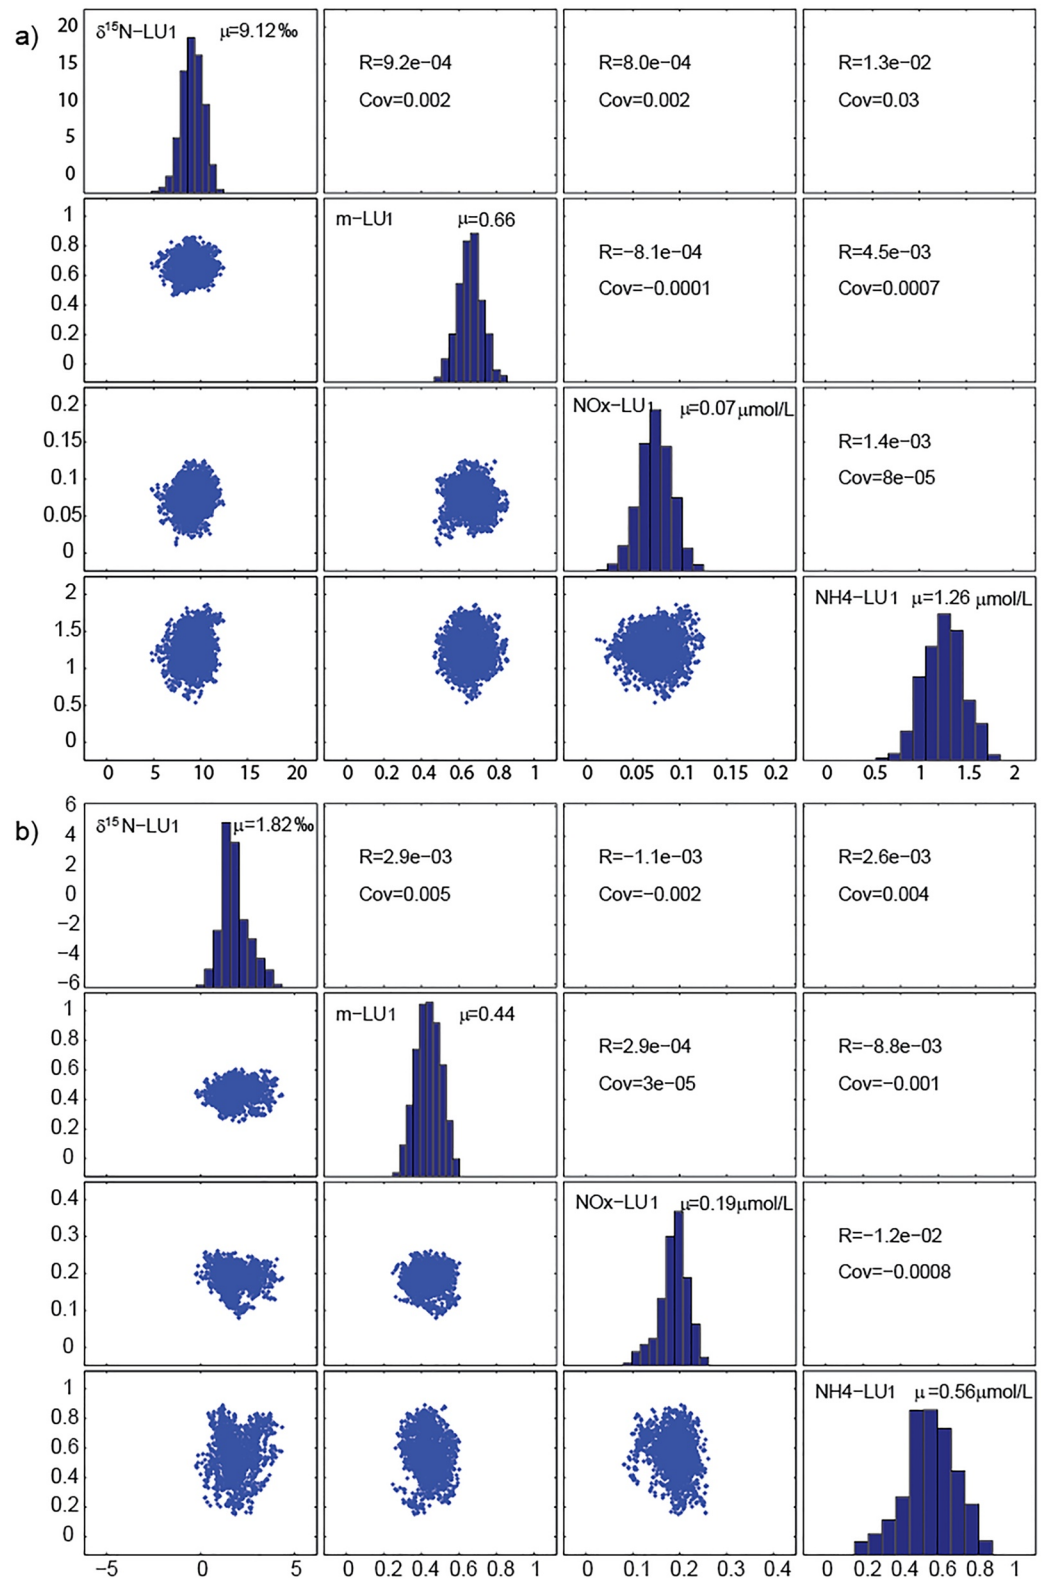 a)
20
15
10
5
0
δ¹⁵N−LU1 μ=9.12‰
R=9.2e−04
Cov=0.002
R=8.0e−04
Cov=0.002
R=1.3e−02
Cov=0.03
1
0.8
0.6
0.4
0.2
0
m−LU1 μ=0.66
R=−8.1e−04
Cov=−0.0001
R=4.5e−03
Cov=0.0007
0.2
0.15
0.1
0.05
0
NOx−LU1 μ=0.07μmol/L
R=1.4e−03
Cov=8e−05
2
1.5
1
0.5
0
NH4−LU1 μ=1.26 μmol/L
0 5 10 15 20 0 0.2 0.4 0.6 0.8 1 0 0.05 0.1 0.15 0.2 0 0.5 1 1.5 2
b)
6
4
2
0
−2
−4
−6
δ¹⁵N−LU1 μ=1.82‰
R=2.9e−03
Cov=0.005
R=−1.1e−03
Cov=−0.002
R=2.6e−03
Cov=0.004
1
0.8
0.6
0.4
0.2
0
m−LU1 μ=0.44
R=2.9e−04
Cov=3e−05
R=−8.8e−03
Cov=−0.001
0.4
0.3
0.2
0.1
0
NOx−LU1 μ=0.19μmol/L
R=−1.2e−02
Cov=−0.0008
1
0.8
0.6
0.4
0.2
0
NH4−LU1 μ=0.56μmol/L
−5 0 5 0 0.2 0.4 0.6 0.8 1 0 0.1 0.2 0.3 0.4 0 0.2 0.4 0.6 0.8 1